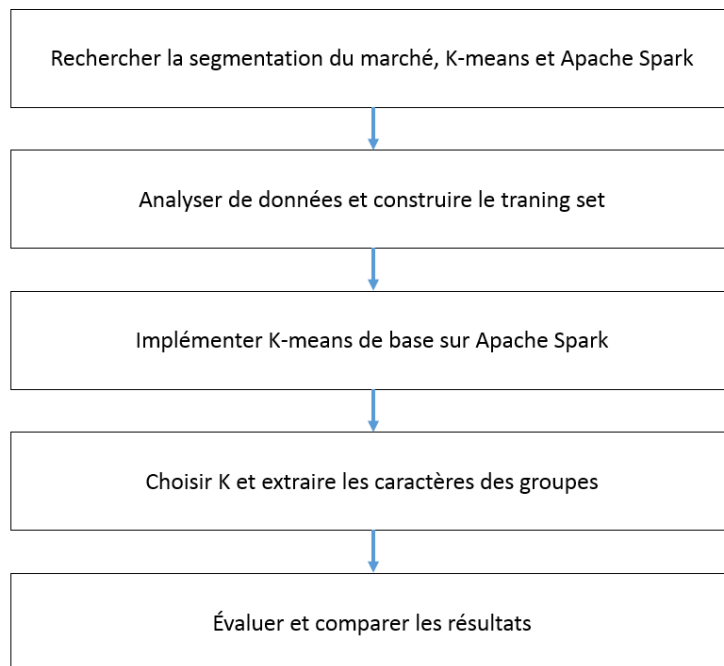 Rechercher la segmentation du marché, K-means et Apache Spark
Analyser de données et construire le traning set
Implémenter K-means de base sur Apache Spark
Choisir K et extraire les caractères des groupes
Évaluer et comparer les résultats